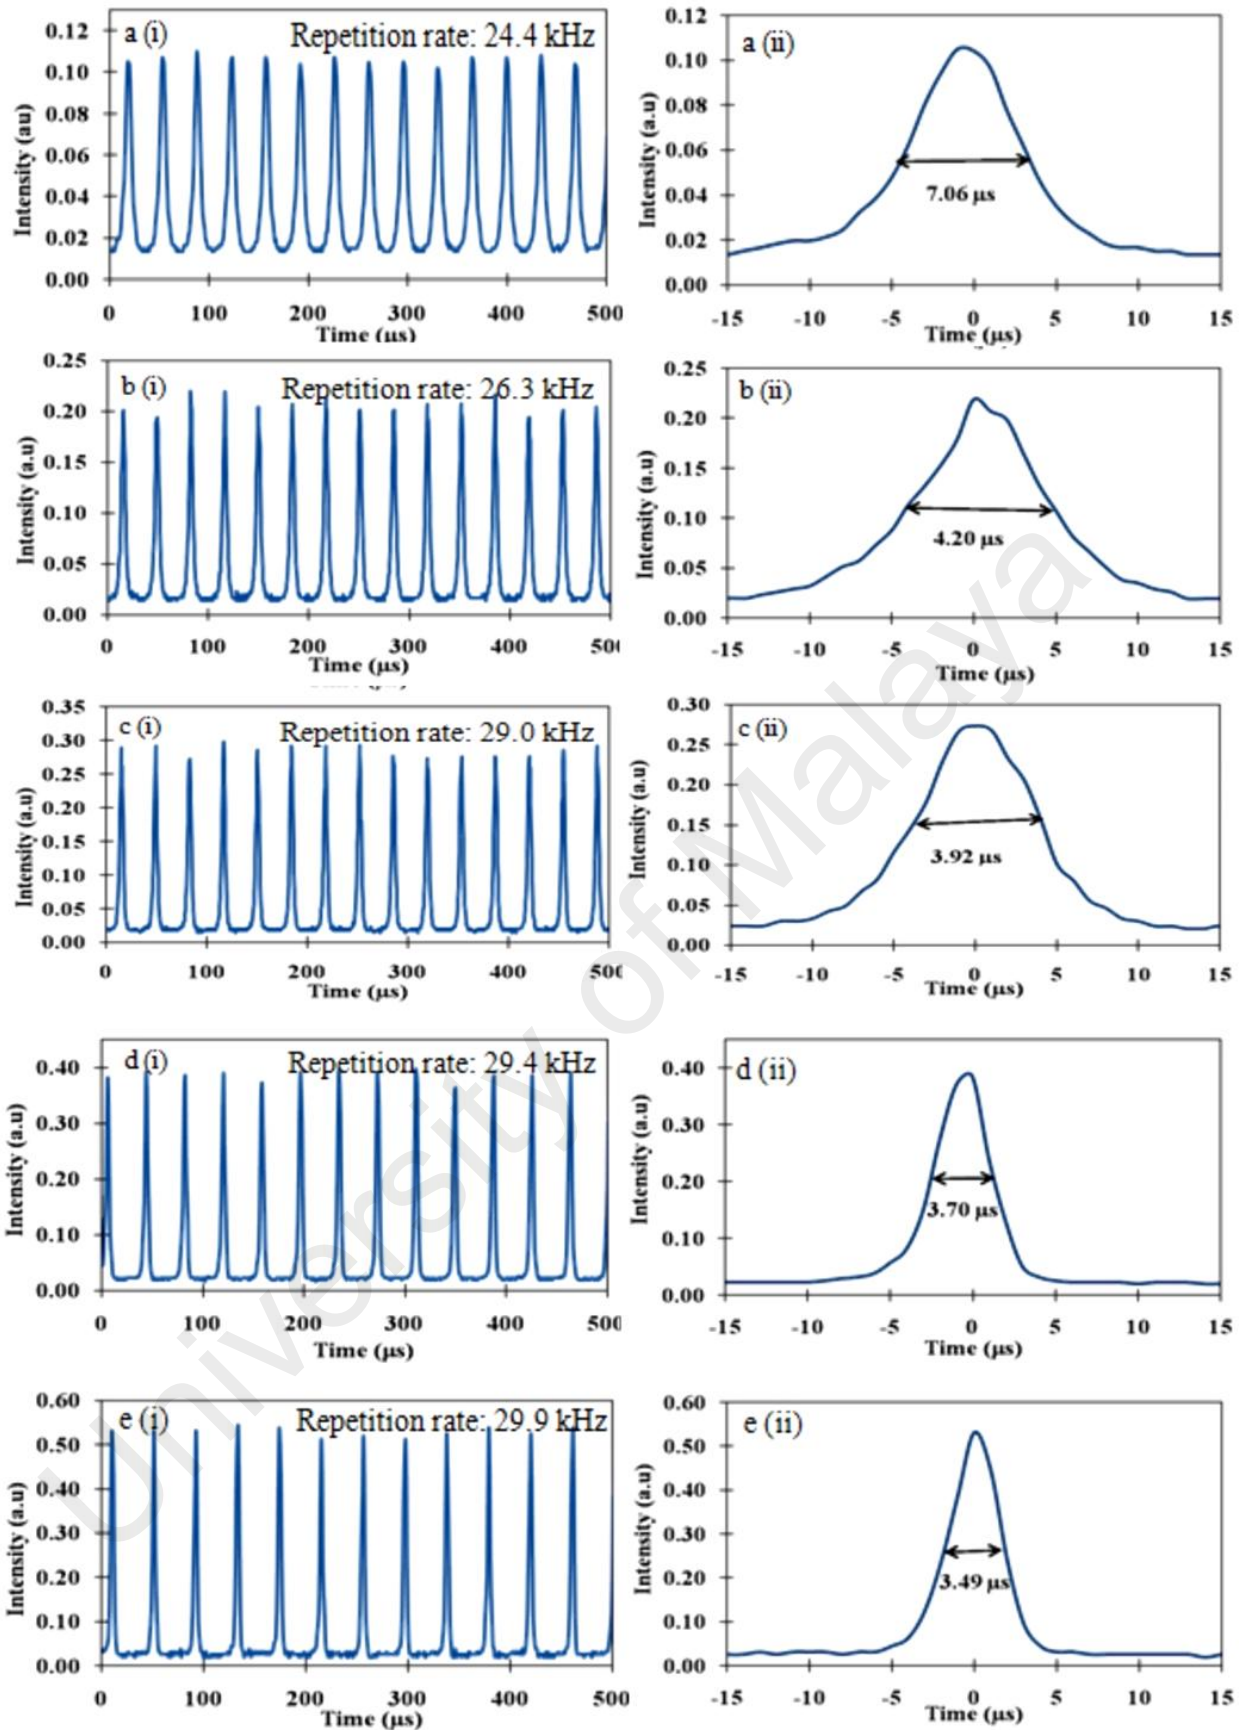 a (i)
Repetition rate: 24.4 kHz
0.12
0.10
0.08
0.06
0.04
0.02
0.00
Intensity (au)
0 100 200 300 400 500
Time (µs)
a (ii)
0.12
0.10
0.08
0.06
0.04
0.02
0.00
Intensity (a.u)
7.06 µs
-15 -10 -5 0 5 10 15
Time (µs)
b (i)
Repetition rate: 26.3 kHz
0.25
0.20
0.15
0.10
0.05
0.00
Intensity (a.u)
0 100 200 300 400 500
Time (µs)
b (ii)
0.25
0.20
0.15
0.10
0.05
0.00
Intensity (a.u)
4.20 µs
-15 -10 -5 0 5 10 15
Time (µs)
c (i)
Repetition rate: 29.0 kHz
0.35
0.30
0.25
0.20
0.15
0.10
0.05
0.00
Intensity (a.u)
0 100 200 300 400 500
Time (µs)
c (ii)
0.30
0.25
0.20
0.15
0.10
0.05
0.00
Intensity (a.u)
3.92 µs
-15 -10 -5 0 5 10 15
Time (µs)
d (i)
Repetition rate: 29.4 kHz
0.40
0.30
0.20
0.10
0.00
Intensity (a.u)
0 100 200 300 400 500
Time (µs)
d (ii)
0.40
0.30
0.20
0.10
0.00
Intensity (a.u)
3.70 µs
-15 -10 -5 0 5 10 15
Time (µs)
e (i)
Repetition rate: 29.9 kHz
0.60
0.50
0.40
0.30
0.20
0.10
0.00
Intensity (a.u)
0 100 200 300 400 500
Time (µs)
e (ii)
0.60
0.50
0.40
0.30
0.20
0.10
0.00
Intensity (a.u)
3.49 µs
-15 -10 -5 0 5 10 15
Time (µs)
University of Malaya